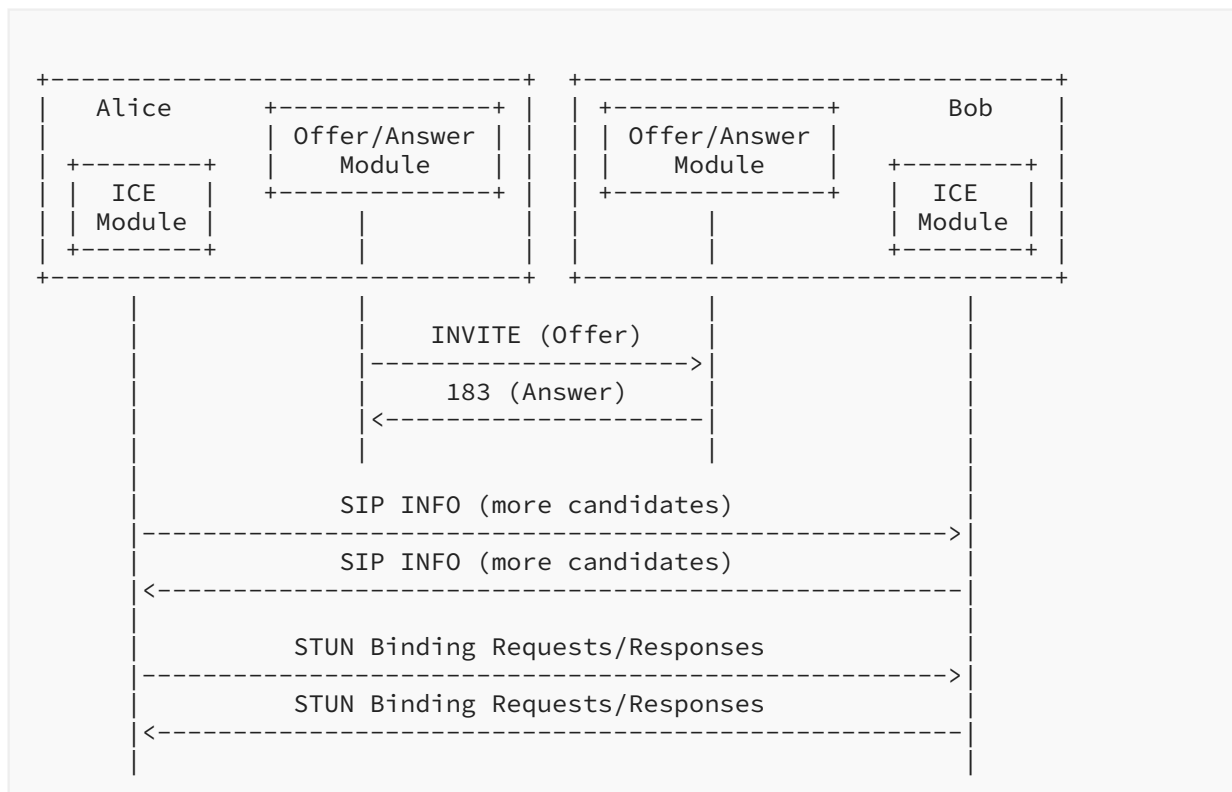 Alice Bob
Offer/Answer Offer/Answer
Module Module
ICE ICE
Module Module
INVITE (Offer)
183 (Answer)
SIP INFO (more candidates)
SIP INFO (more candidates)
STUN Binding Requests/Responses
STUN Binding Requests/Responses